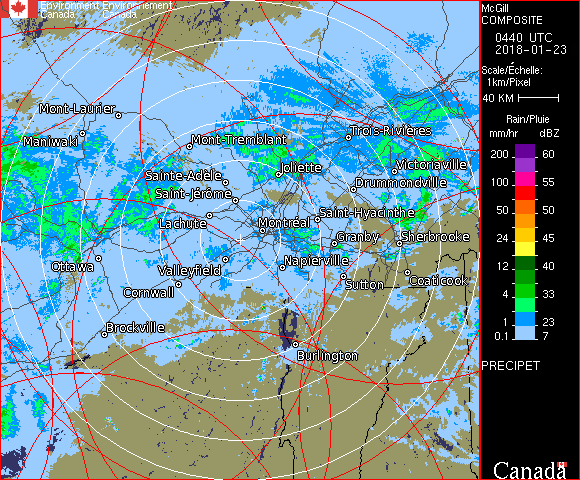 Environment Environnement
Canada Canada
Mont-Laurier
Maniwaki
Mont-Tremblant
Trois-Rivières
Sainte-Adèle
Joliette
Victoriaville
Saint-Jérôme
Drummondville
Lachute
Montréal
Saint-Hyacinthe
Granby
Sherbrooke
Ottawa
Valleyfield
Napierville
Cornwall
Sutton
Coaticook
Brockville
Burlington
McGill
COMPOSITE
0440 UTC
2018-01-23
Scale/Échelle:
1km/Pixel
40 KM
Rain/Pluie
mm/hr dBZ
200 60
100 55
50 50
24 45
12 40
4 33
1 23
0.1 7
PRECIPET
Canada